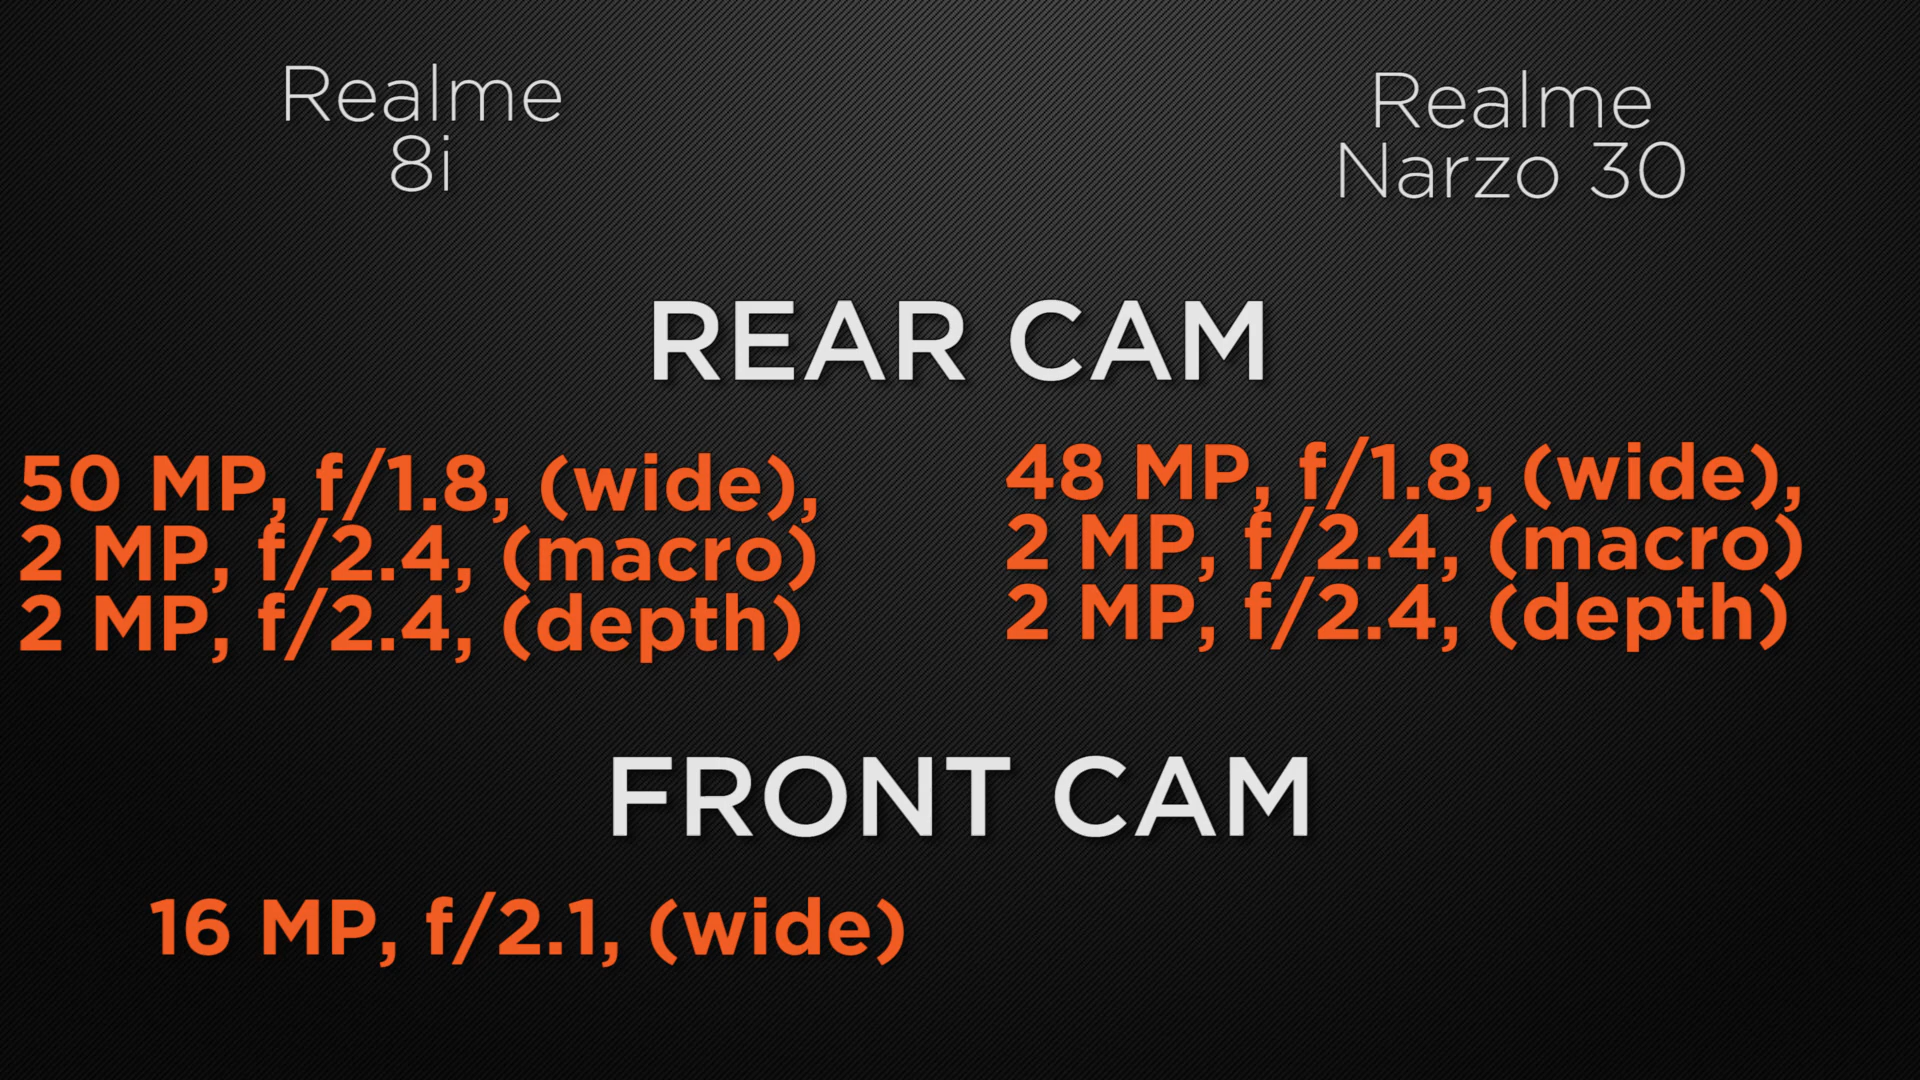 Realme
8i
Realme
Narzo 30
REAR CAM
50 MP, f/1.8, (wide),
2 MP, f/2.4, (macro)
2 MP, f/2.4, (depth)
48 MP, f/1.8, (wide),
2 MP, f/2.4, (macro)
2 MP, f/2.4, (depth)
FRONT CAM
16 MP, f/2.1, (wide)